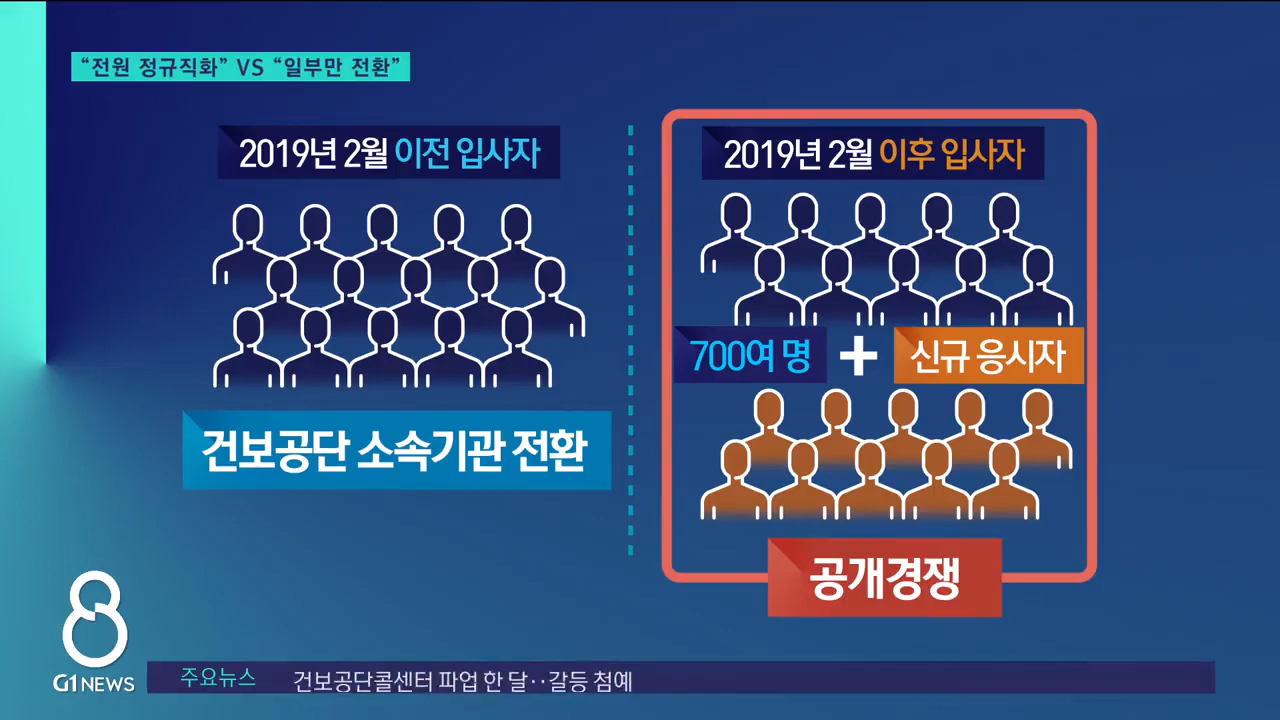 “전원 정규직화” VS “일부만 전환”
2019년 2월 이전 입사자
건보공단 소속기관 전환
2019년 2월 이후 입사자
700여 명 + 신규 응시자
공개경쟁
8
G1 NEWS
주요뉴스 건보공단콜센터 파업 한 달‥갈등 첨예